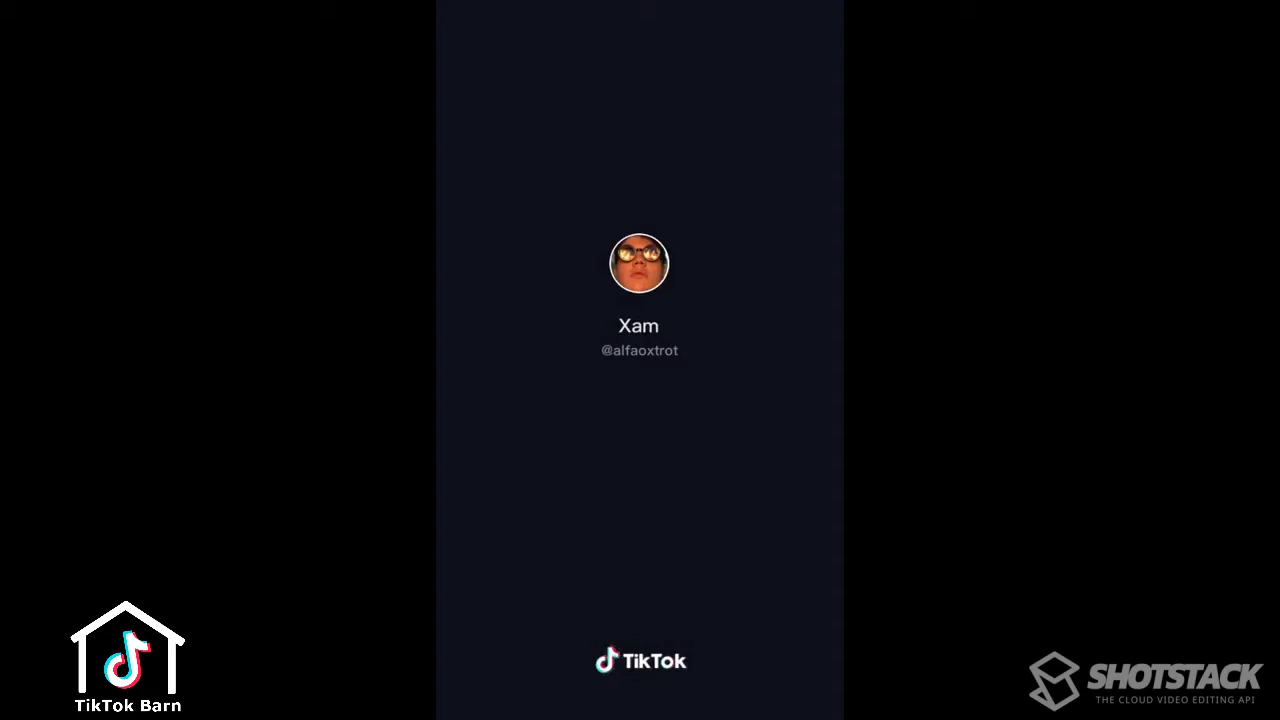 Xam
@alfaoxtrot
TikTok
TikTok Barn
SHOTSTACK
THE CLOUD VIDEO EDITING API